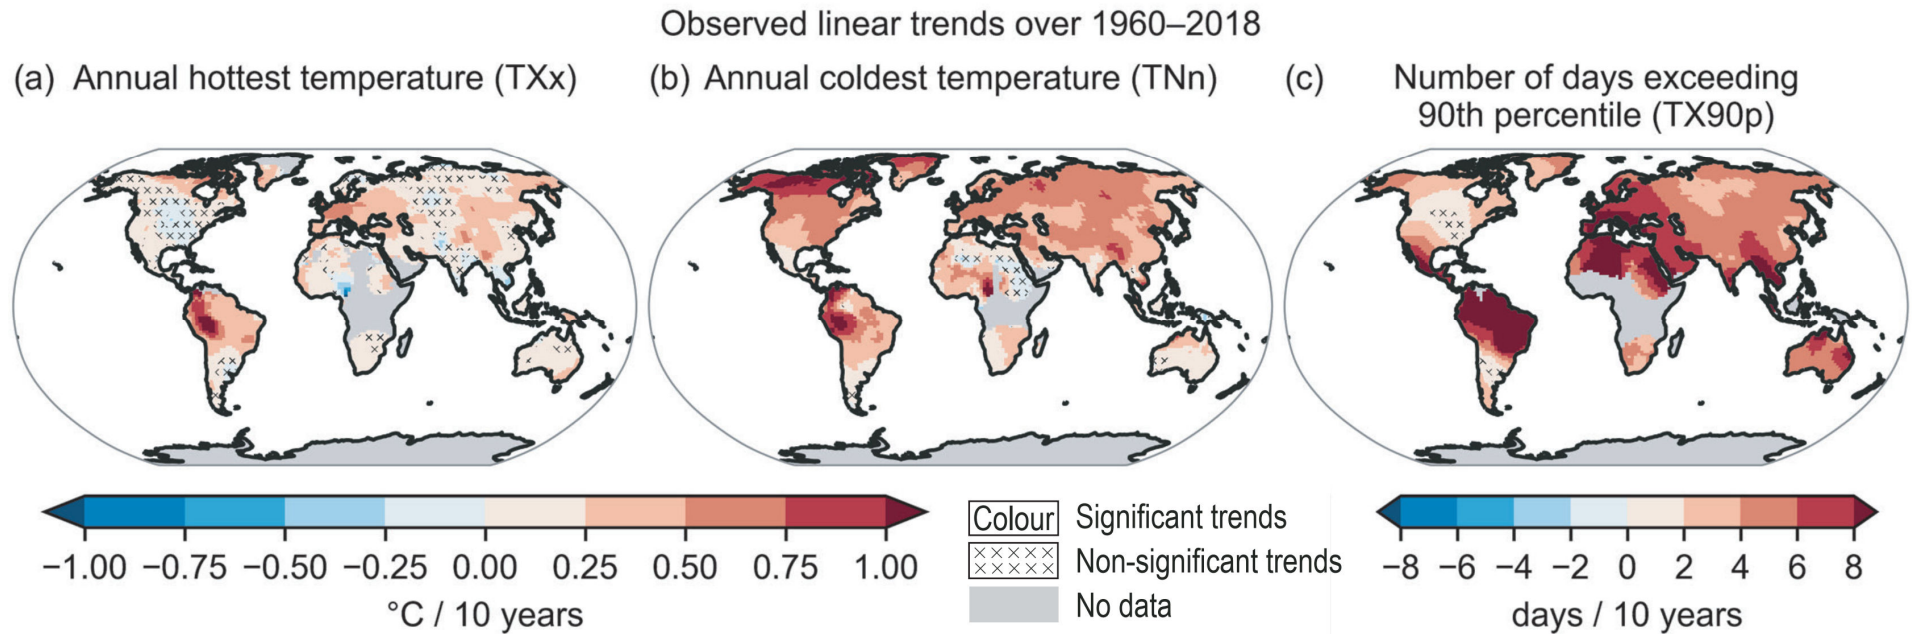 Observed linear trends over 1960–2018
(a) Annual hottest temperature (TXx)
(b) Annual coldest temperature (TNn)
(c) Number of days exceeding
90th percentile (TX90p)
−1.00 −0.75 −0.50 −0.25 0.00 0.25 0.50 0.75 1.00
°C / 10 years
Colour Significant trends
Non-significant trends
No data
−8 −6 −4 −2 0 2 4 6 8
days / 10 years